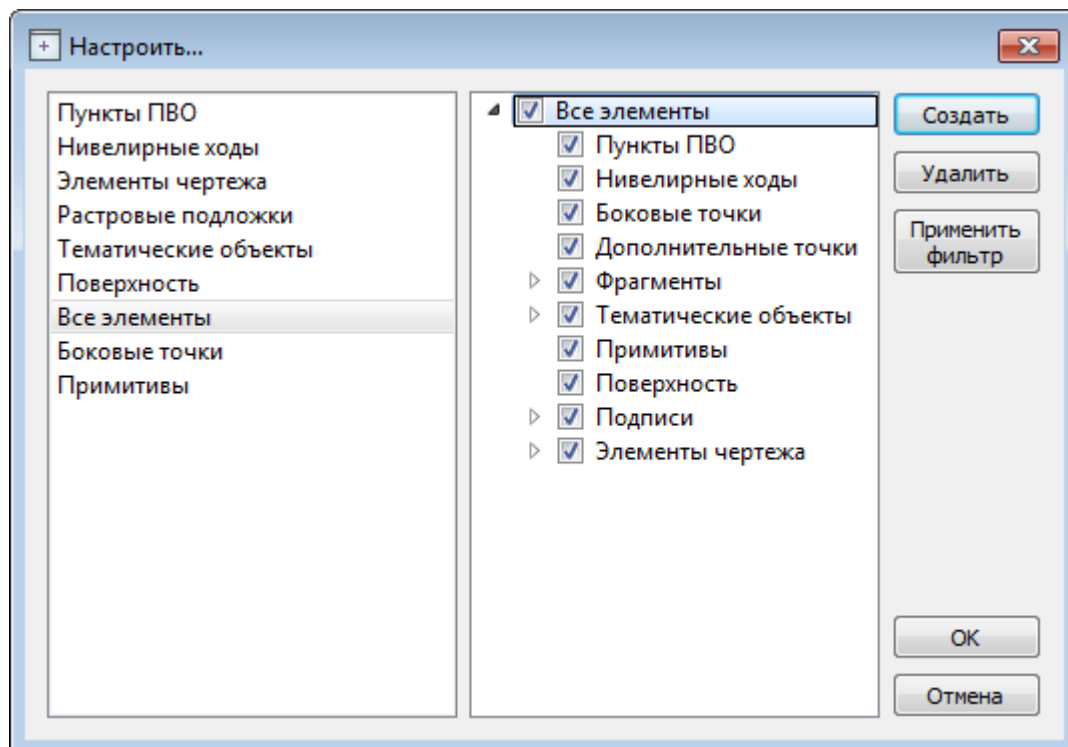 Настроить...
Пункты ПВО
Нивелирные ходы
Элементы чертежа
Растровые подложки
Тематические объекты
Поверхность
Все элементы
Боковые точки
Примитивы
Все элементы
Пункты ПВО
Нивелирные ходы
Боковые точки
Дополнительные точки
Фрагменты
Тематические объекты
Примитивы
Поверхность
Подписи
Элементы чертежа
Создать
Удалить
Применить
фильтр
ОК
Отмена